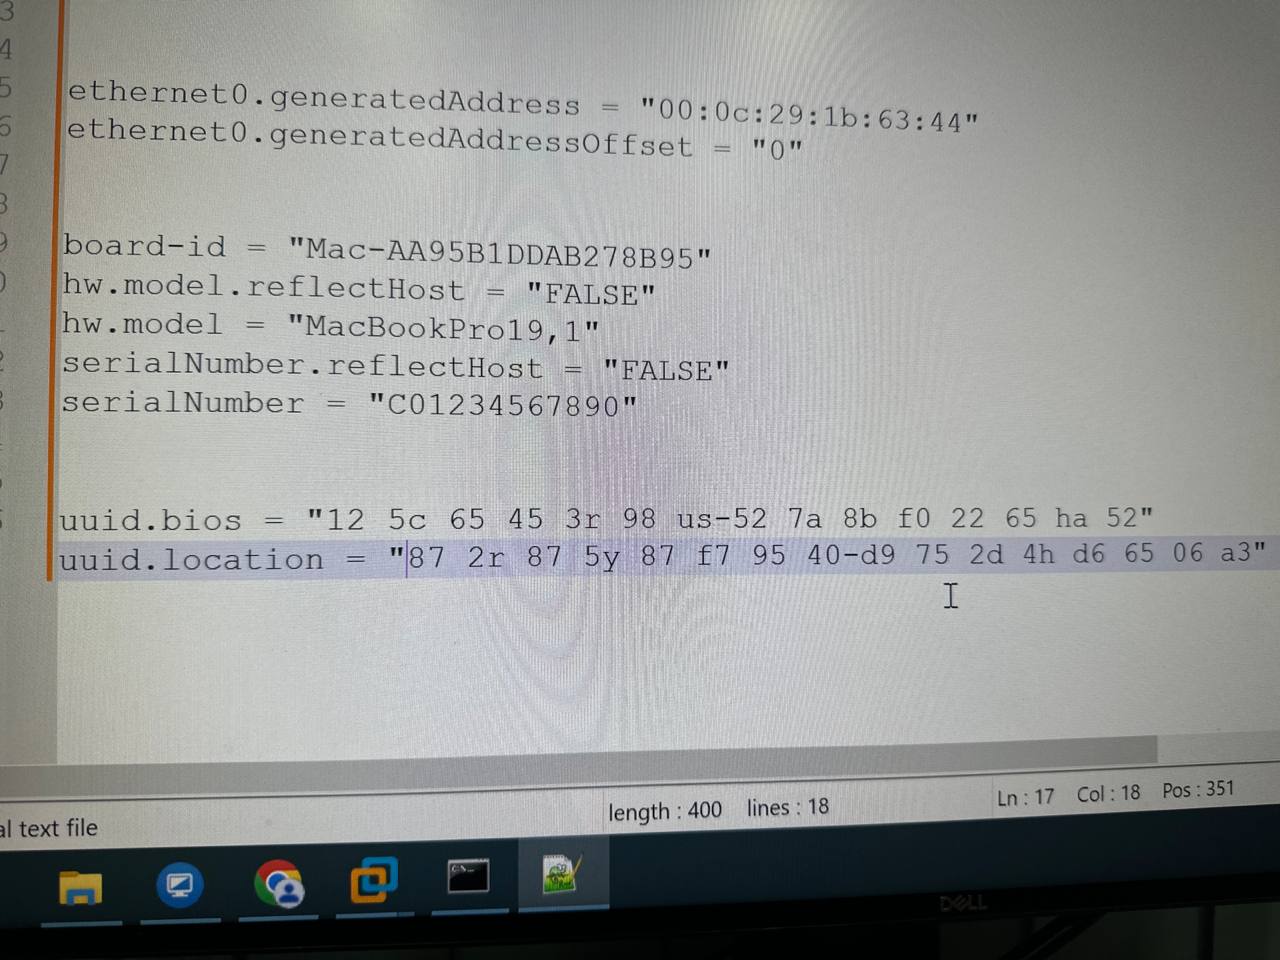 3
4
5
6
7
8
9
ethernet0.generatedAddress = "00:0c:29:1b:63:44"
ethernet0.generatedAddressOffset = "0"
board-id = "Mac-AA95B1DDAB278B95"
hw.model.reflectHost = "FALSE"
hw.model = "MacBookPro19,1"
serialNumber.reflectHost = "FALSE"
serialNumber = "C01234567890"
uuid.bios = "12 5c 65 45 3r 98 us-52 7a 8b f0 22 65 ha 52"
uuid.location = "87 2r 87 5y 87 f7 95 40-d9 75 2d 4h d6 65 06 a3"
al text file
length : 400 lines : 18
Ln : 17 Col : 18 Pos : 351
DELL